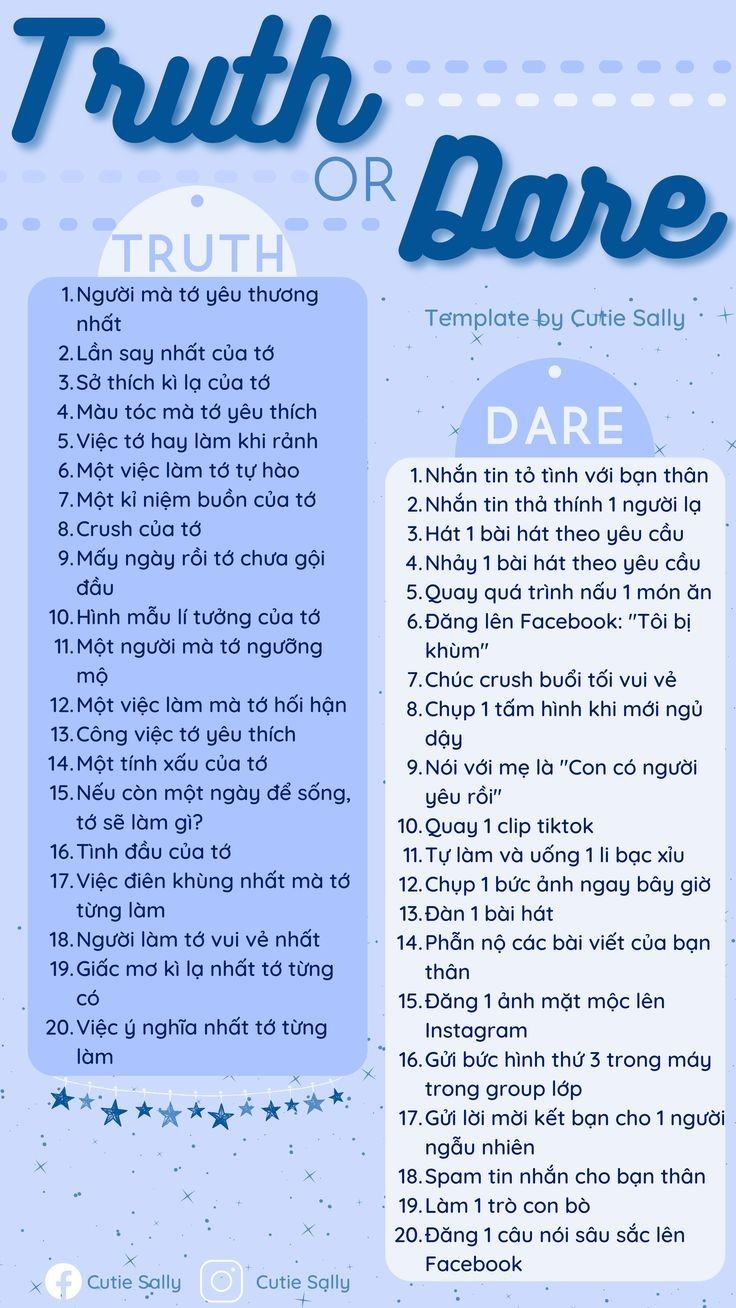 Truth
OR
Dare
TRUTH
1. Người mà tớ yêu thương
nhất
2. Lần say nhất của tớ
3. Sở thích kì lạ của tớ
4. Màu tóc mà tớ yêu thích
5. Việc tớ hay làm khi rảnh
6. Một việc làm tớ tự hào
7. Một kỉ niệm buồn của tớ
8. Crush của tớ
9. Mấy ngày rồi tớ chưa gội
đầu
10. Hình mẫu lí tưởng của tớ
11. Một người mà tớ ngưỡng
mộ
12. Một việc làm mà tớ hối hận
13. Công việc tớ yêu thích
14. Một tính xấu của tớ
15. Nếu còn một ngày để sống,
tớ sẽ làm gì?
16. Tình đầu của tớ
17. Việc điên khùng nhất mà tớ
từng làm
18. Người làm tớ vui vẻ nhất
19. Giấc mơ kì lạ nhất tớ từng
có
20. Việc ý nghĩa nhất tớ từng
làm
Template by Cutie Sally
DARE
1. Nhắn tin tỏ tình với bạn thân
2. Nhắn tin thả thính 1 người lạ
3. Hát 1 bài hát theo yêu cầu
4. Nhảy 1 bài hát theo yêu cầu
5. Quay quá trình nấu 1 món ăn
6. Đăng lên Facebook: "Tôi bị
khùm"
7. Chúc crush buổi tối vui vẻ
8. Chụp 1 tấm hình khi mới ngủ
dậy
9. Nói với mẹ là "Con có người
yêu rồi"
10. Quay 1 clip tiktok
11. Tự làm và uống 1 li bạc xỉu
12. Chụp 1 bức ảnh ngay bây giờ
13. Đàn 1 bài hát
14. Phẫn nộ các bài viết của bạn
thân
15. Đăng 1 ảnh mặt mộc lên
Instagram
16. Gửi bức hình thứ 3 trong máy
trong group lớp
17. Gửi lời mời kết bạn cho 1 người
ngẫu nhiên
18. Spam tin nhắn cho bạn thân
19. Làm 1 trò con bò
20. Đăng 1 câu nói sâu sắc lên
Facebook
Cutie Sally
Cutie Sally